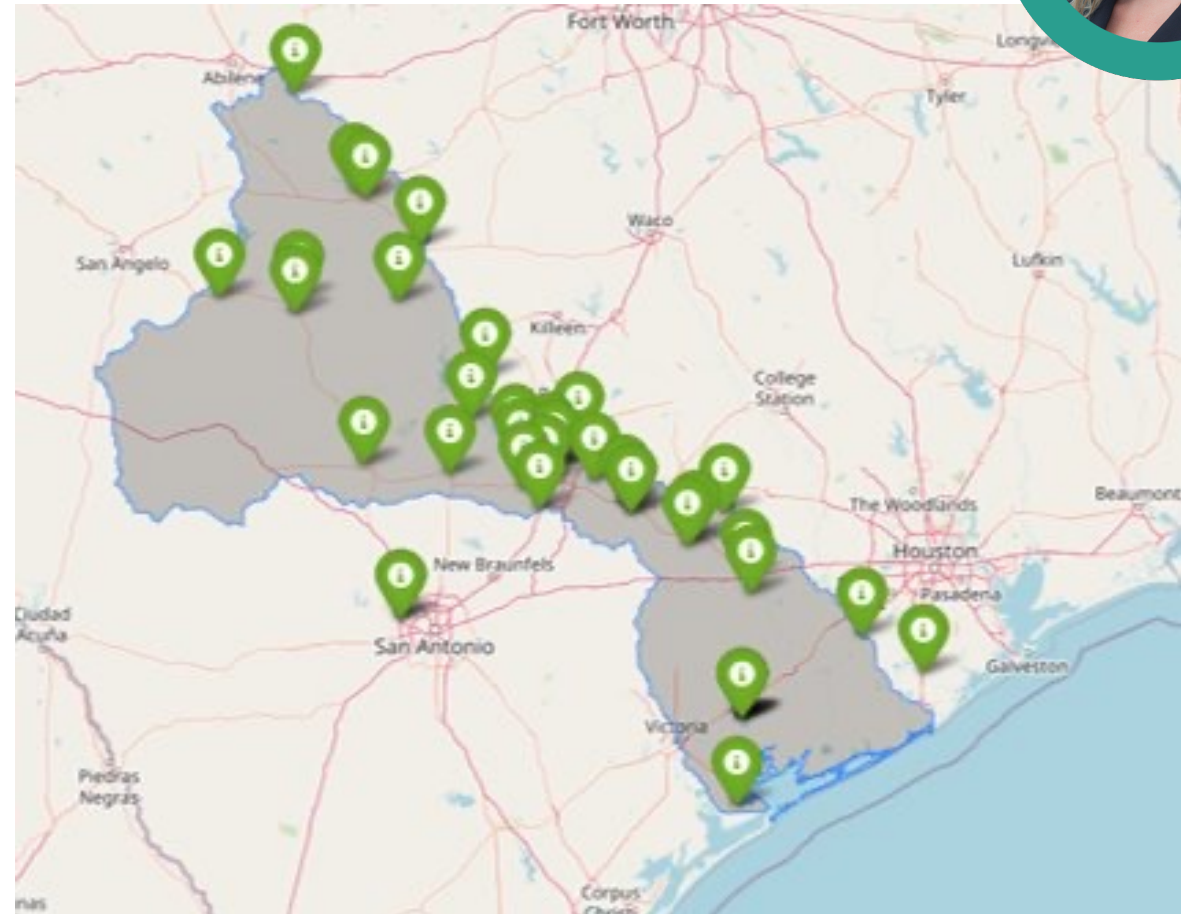 Fort Worth
Abilene
Tyler
Waco
San Angelo
Lufkin
Killeen
College
Station
The Woodlands
Beaumont
Houston
New Braunfels
Pasadena
Ciudad
Acuña
San Antonio
Galveston
Victoria
Piedras
Negras
Corpus